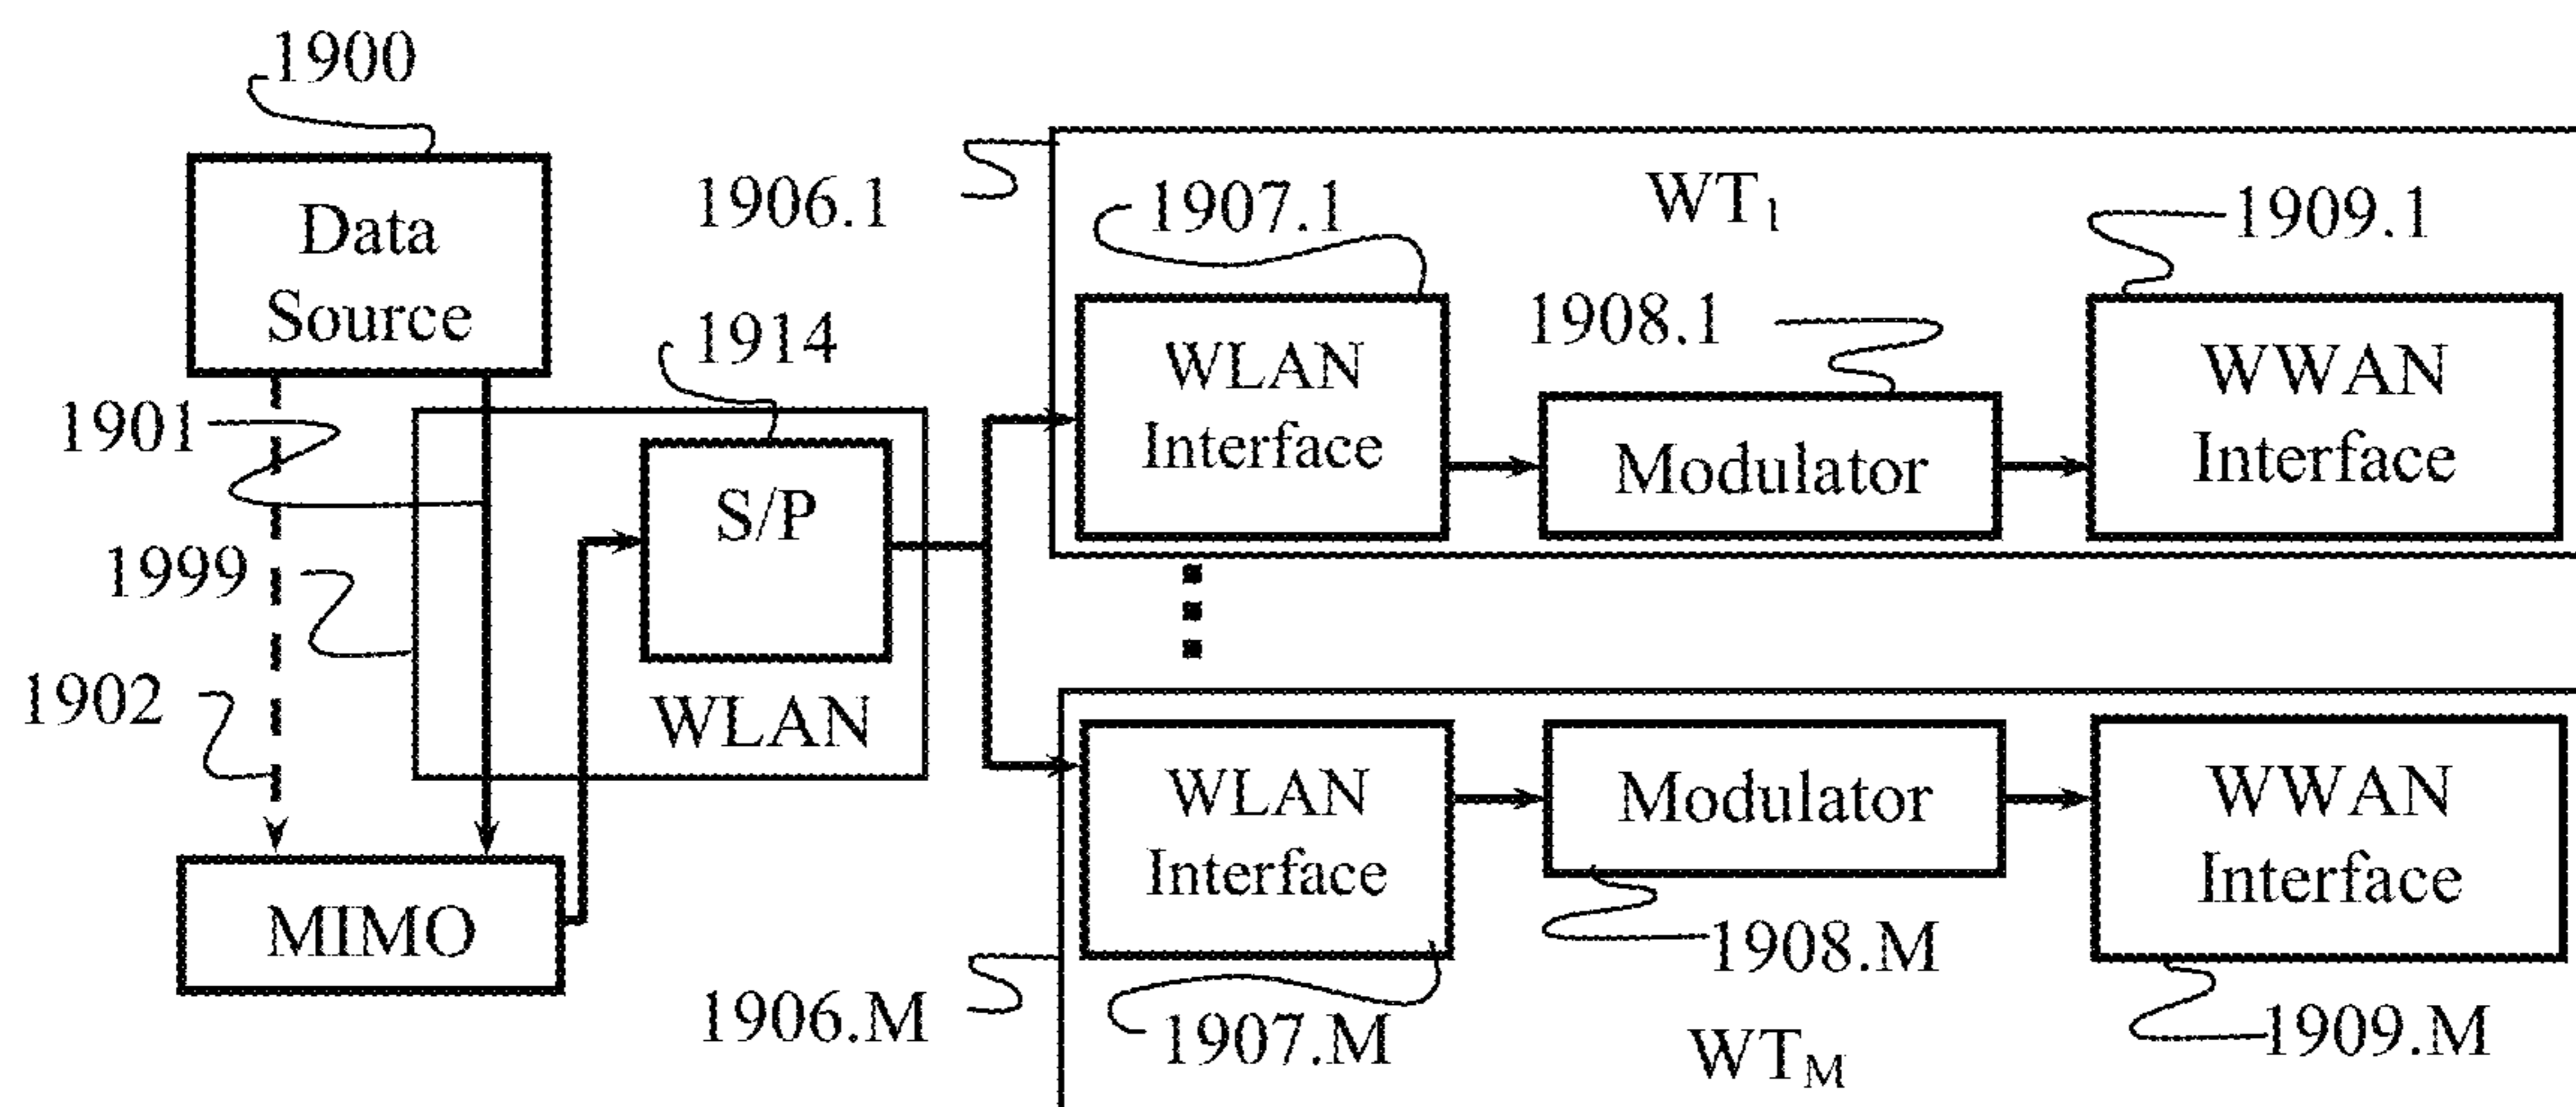 1900
Data
Source
1901
1999
1902
MIMO
1914
S/P
WLAN
1906.1
WT1
1907.1
WLAN
Interface
1908.1
Modulator
1909.1
WWAN
Interface
WLAN
Interface
Modulator
WWAN
Interface
1906.M
1907.M
1908.M
1909.M
WTM